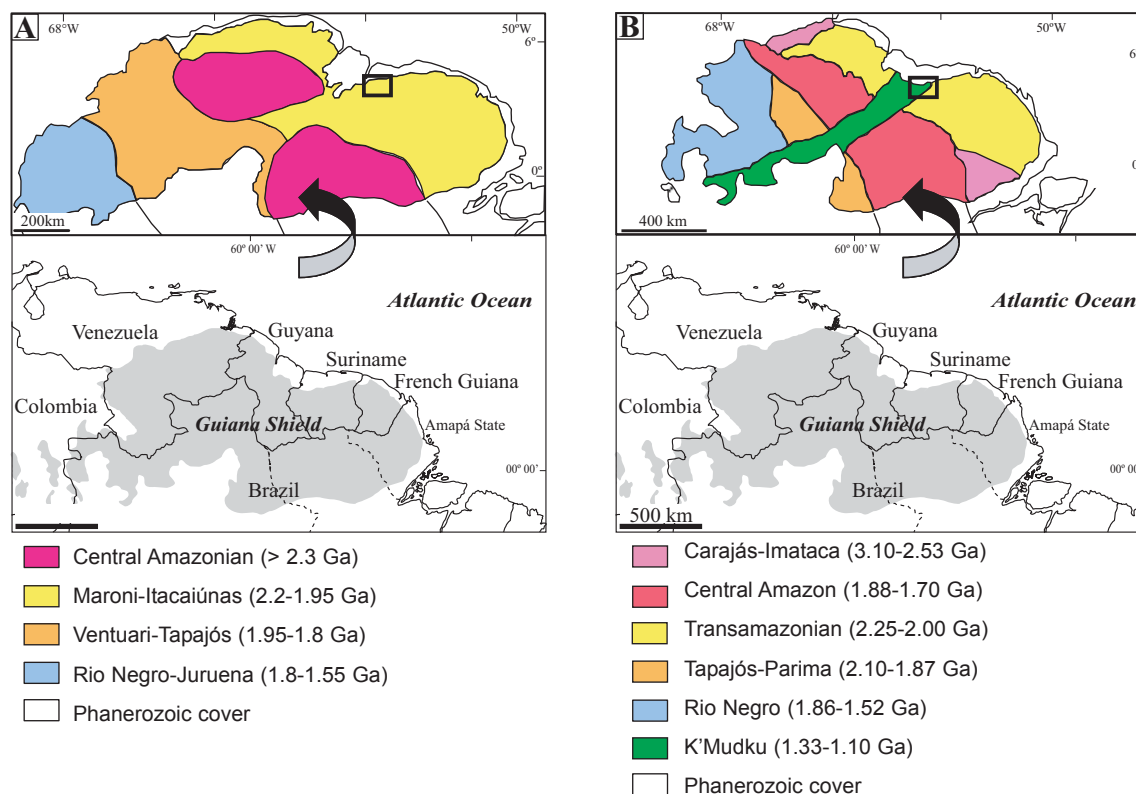 A
68°W
50° W
6°
0°
200km
60° 00' W
Atlantic Ocean
Venezuela
Guyana
Suriname
French Guiana
Colombia
Guiana Shield
Amapá State
00° 00'
Brazil
Central Amazonian (> 2.3 Ga)
Maroni-Itacaiúnas (2.2-1.95 Ga)
Ventuari-Tapajós (1.95-1.8 Ga)
Rio Negro-Juruena (1.8-1.55 Ga)
Phanerozoic cover
B
68° W
50° W
400 km
60° 00' W
Atlantic Ocean
Venezuela
Guyana
Suriname
French Guiana
Colombia
Guiana Shield
Amapá State
Brazil
500 km
Carajás-Imataca (3.10-2.53 Ga)
Central Amazon (1.88-1.70 Ga)
Transamazonian (2.25-2.00 Ga)
Tapajós-Parima (2.10-1.87 Ga)
Rio Negro (1.86-1.52 Ga)
K'Mudku (1.33-1.10 Ga)
Phanerozoic cover